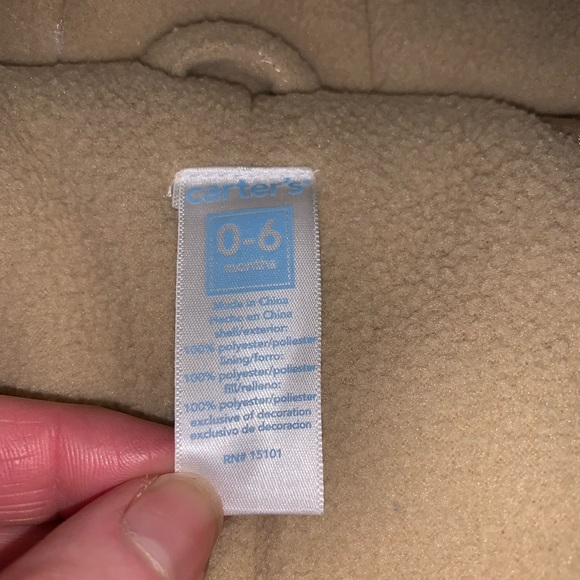 carter's
0-6
months
Made in China
Hecho en China
shell/exterior:
100% polyester/poliester
lining/forro:
100% polyester/poliester
fill/relleno:
100% polyester/poliester
exclusive of decoration
exclusivo de decoracion
RN# 15101